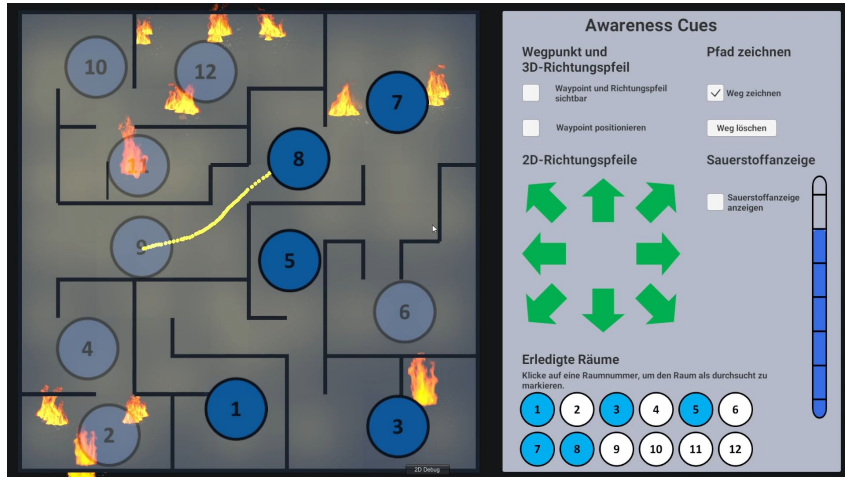 10
12
7
11
8
9
5
6
4
1
3
2
2D Debug
Awareness Cues
Wegpunkt und
3D-Richtungspfeil
Waypoint und Richtungspfeil
sichtbar
Waypoint positionieren
Pfad zeichnen
Weg zeichnen
Weg löschen
2D-Richtungspfeile
Sauerstoffanzeige
Sauerstoffanzeige
anzeigen
Erledigte Räume
Klicke auf eine Raumnummer, um den Raum als durchsucht zu
markieren.
1 2 3 4 5 6
7 8 9 10 11 12